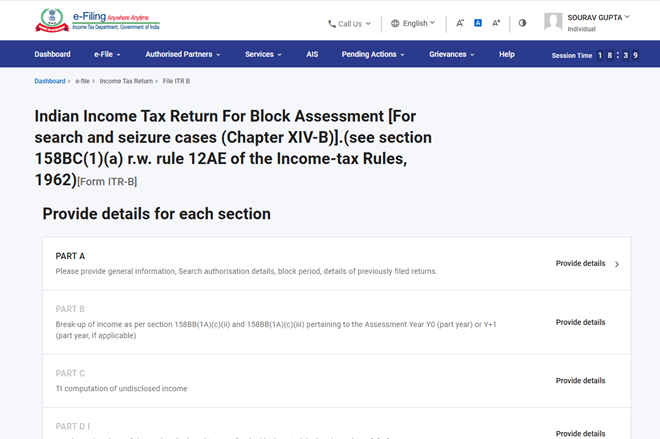 e-Filing Anywhere Anytime
Income Tax Department, Government of India
Call Us
English
A-
A
A+
SOURAV GUPTA
Individual
Dashboard
e-File
Authorised Partners
Services
AIS
Pending Actions
Grievances
Help
Session Time 1 8 : 3 9
Dashboard > e-file > Income Tax Return > File ITR B
Indian Income Tax Return For Block Assessment [For
search and seizure cases (Chapter XIV-B)].(see section
158BC(1)(a) r.w. rule 12AE of the Income-tax Rules,
1962)[Form ITR-B]
Provide details for each section
PART A
Please provide general information, Search authorisation details, block period, details of previously filed returns.
Provide details
PART B
Break-up of income as per section 158BB(1A)(c)(ii) and 158BB(1A)(c)(iii) pertaining to the Assessment Year Y0 (part year) or Y+1
(part year, if applicable)
Provide details
PART C
TI computation of undisclosed income
Provide details
PART D I
Provide details